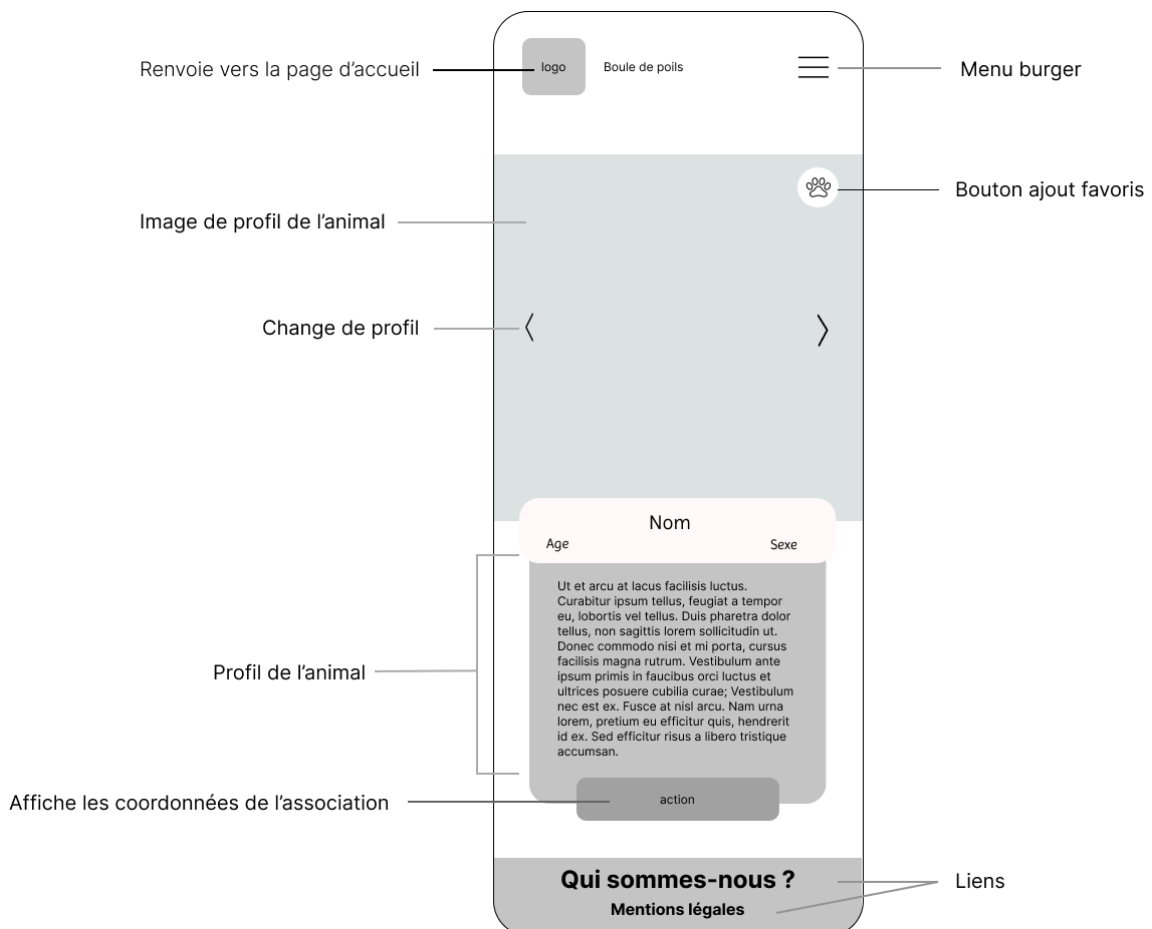 Renvoie vers la page d'accueil
logo
Boule de poils
Menu burger
Bouton ajout favoris
Image de profil de l'animal
Change de profil
Nom
Age
Sexe
Ut et arcu at lacus facilisis luctus.
Curabitur ipsum tellus, feugiat a tempor
eu, lobortis vel tellus. Duis pharetra dolor
tellus, non sagittis lorem sollicitudin ut.
Donec commodo nisi et mi porta, cursus
facilisis magna rutrum. Vestibulum ante
ipsum primis in faucibus orci luctus et
ultrices posuere cubilia curae; Vestibulum
nec est ex. Fusce at nisl arcu. Nam urna
lorem, pretium eu efficitur quis, hendrerit
id ex. Sed efficitur risus a libero tristique
accumsan.
Profil de l'animal
Affiche les coordonnées de l'association
action
Qui sommes-nous ?
Mentions légales
Liens